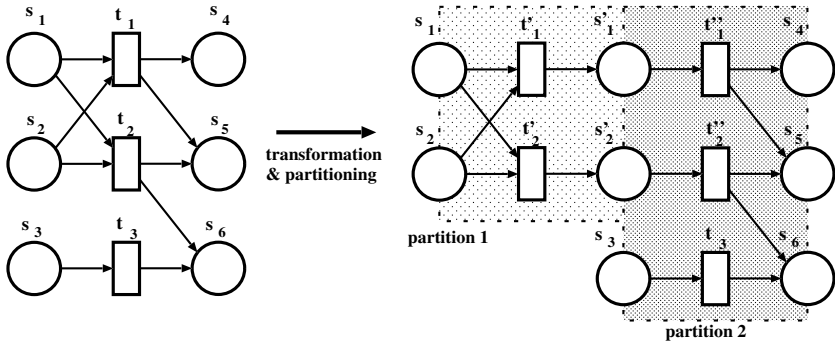 s1 t1 s4
s2 t2 s5
s3 t3 s6
transformation
& partitioning
s1 t'1 s'1 t''1 s4
s2 t'2 s'2 t''2 s5
partition 1
s3 t3 s6
partition 2